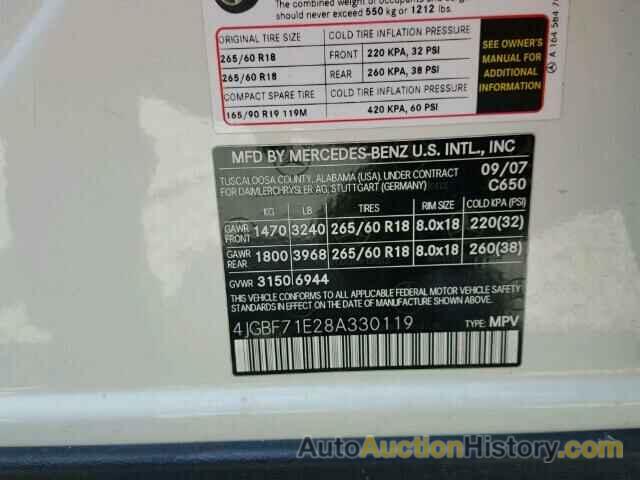 The combined weight of occupants and cargo
should never exceed 550 kg or 1212 lbs.
ORIGINAL TIRE SIZE COLD TIRE INFLATION PRESSURE
265/60 R18 FRONT 220 KPA, 32 PSI
265/60 R18 REAR 260 KPA, 38 PSI
COMPACT SPARE TIRE COLD TIRE INFLATION PRESSURE
165/90 R19 119M 420 KPA, 60 PSI
SEE OWNER'S
MANUAL FOR
ADDITIONAL
INFORMATION
A 164 584
MFD BY MERCEDES-BENZ U.S. INTL., INC
TUSCALOOSA COUNTY, ALABAMA (USA). UNDER CONTRACT 09/07
FOR DAIMLERCHRYSLER AG, STUTTGART (GERMANY) C650
KG LB TIRES RIM SIZE COLD KPA (PSI)
GAWR FRONT 1470 3240 265/60 R18 8.0x18 220(32)
GAWR REAR 1800 3968 265/60 R18 8.0x18 260(38)
GVWR 3150 6944
THIS VEHICLE CONFORMS TO ALL APPLICABLE FEDERAL MOTOR VEHICLE SAFETY
STANDARDS IN EFFECT ON THE DATE OF MANUFACTURE SHOWN ABOVE.
4JGBF71E28A330119 TYPE: MPV
AutoAuctionHistory.com